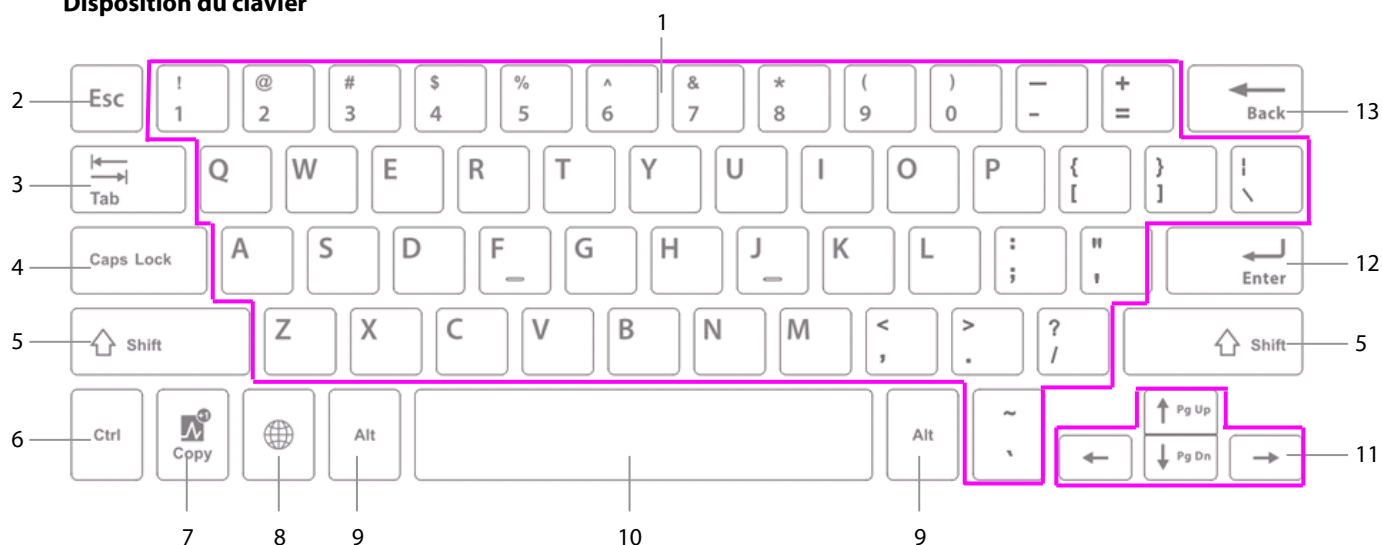 Disposition du clavier
1
! @ # $ % ^ & * ( ) — +
2 Esc 1 2 3 4 5 6 7 8 9 0 - = Back 13
Q W E R T Y U I O P { } ¦
3 Tab [ ] \
A S D F G H J K L : "
4 Caps Lock ; ' Enter 12
Z X C V B N M < > ?
5 Shift , . / Shift 5
~ Pg Up
6 Ctrl Copy +1 Alt Alt ` Pg Dn 11
7 8 9 10 9